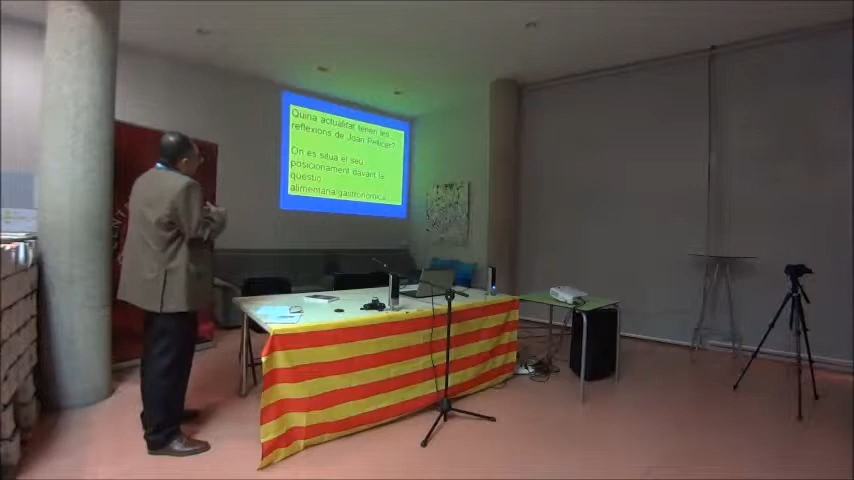 Quina actualitat tenen les
reflexions de Joan Pellicer?
On es situa el seu
posicionament davant la
qüestió
alimentària gastronòmica